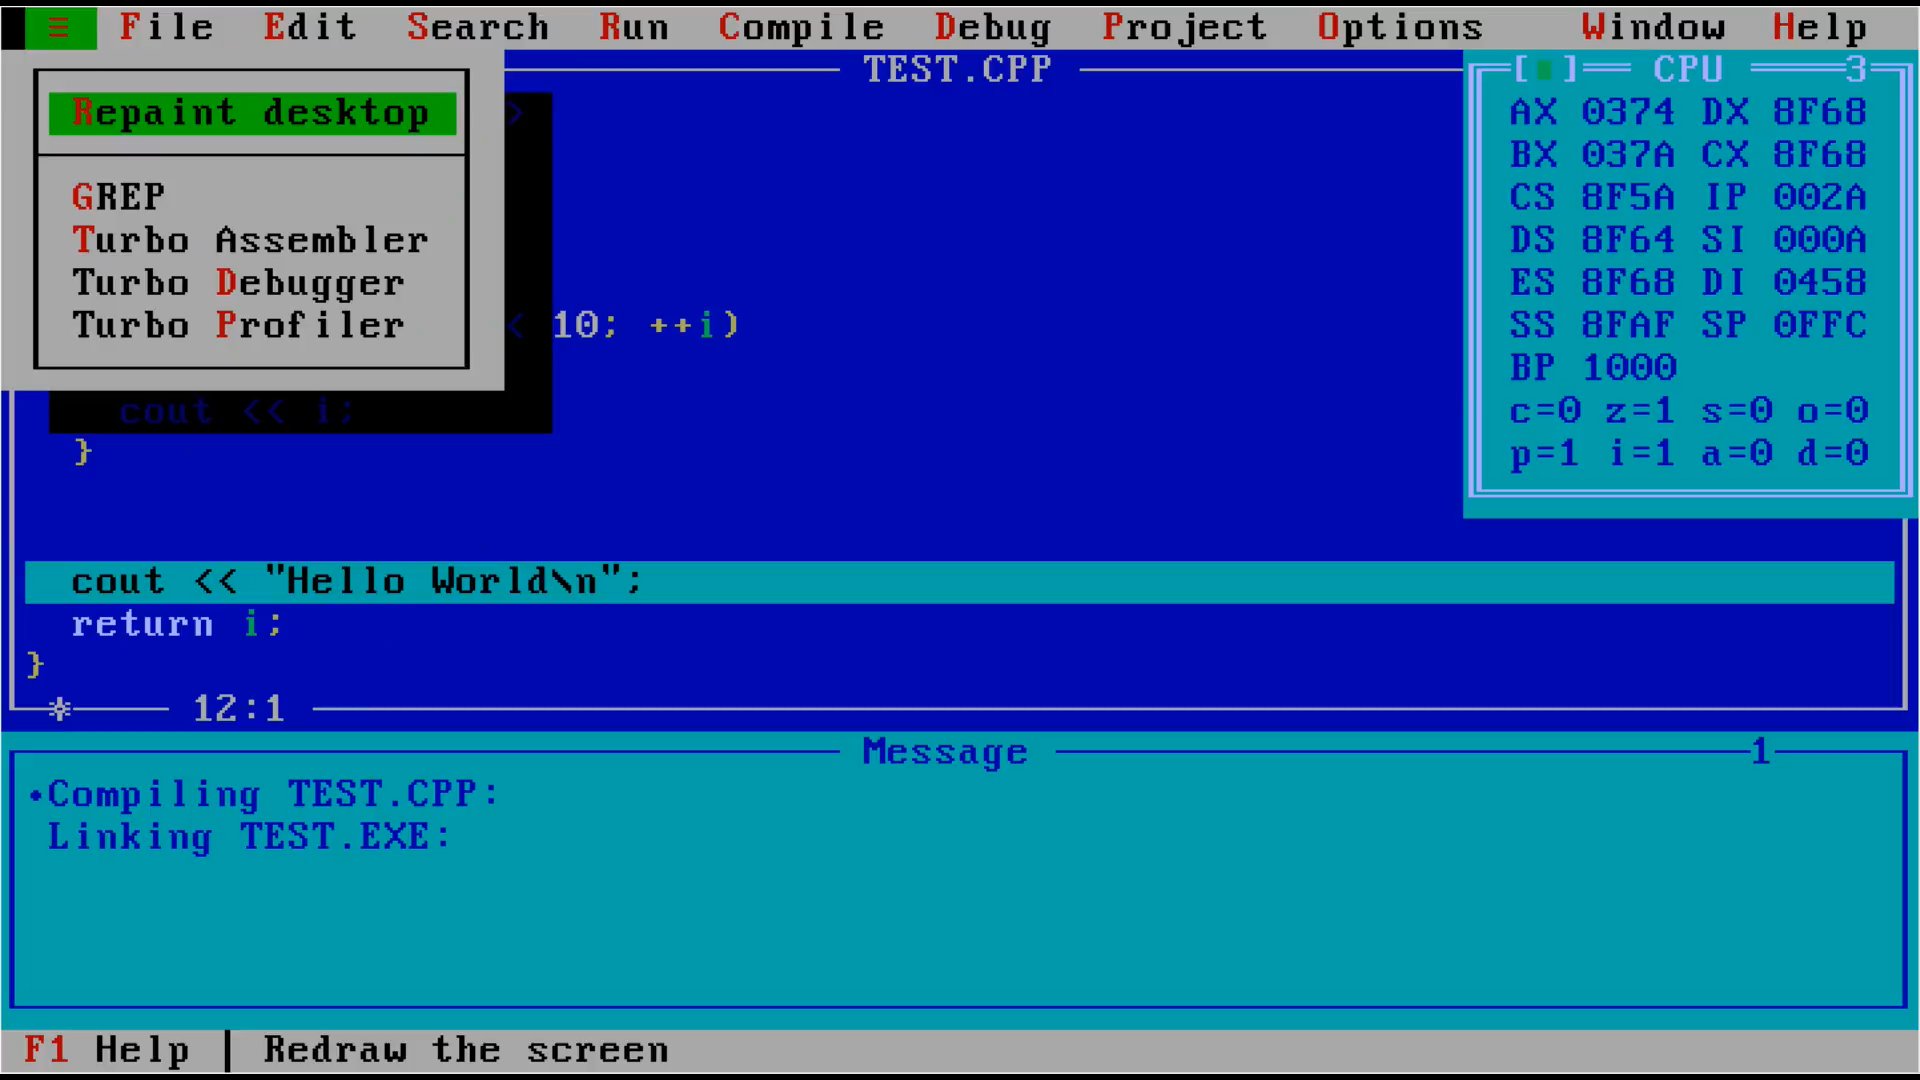 ≡ File Edit Search Run Compile Debug Project Options Window Help
Repaint desktop
GREP
Turbo Assembler
Turbo Debugger
Turbo Profiler
TEST.CPP
>
< 10; ++i)
cout << i;
}
cout << "Hello World\n";
return i;
}
12:1
[■] CPU 3
AX 0374 DX 8F68
BX 037A CX 8F68
CS 8F5A IP 002A
DS 8F64 SI 000A
ES 8F68 DI 0458
SS 8FAF SP 0FFC
BP 1000
c=0 z=1 s=0 o=0
p=1 i=1 a=0 d=0
Message 1
•Compiling TEST.CPP:
Linking TEST.EXE:
F1 Help | Redraw the screen